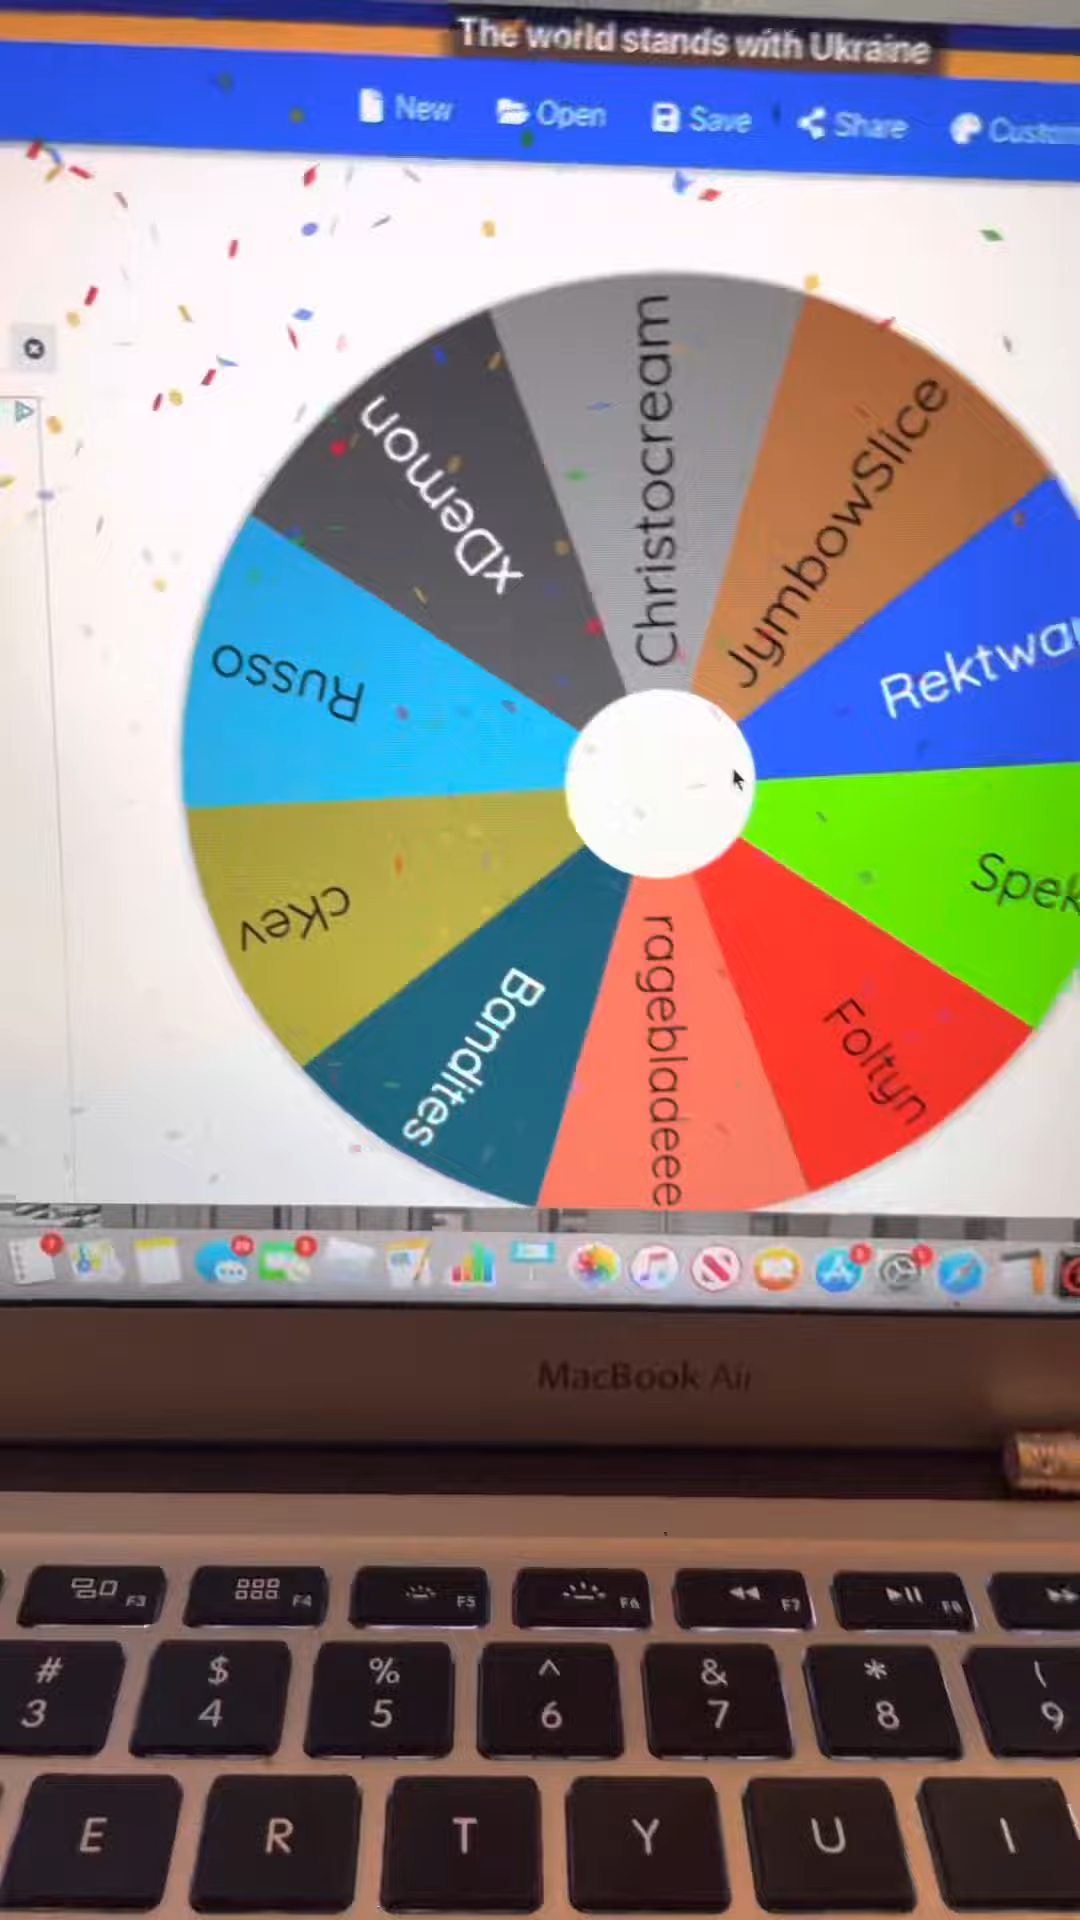 The world stands with Ukraine
New Open Save Share
Christocream
JymbowSlice
xDemon
Russo
cKev
Bandites
ragebladeee
Foltyn
MacBook Air
F3 F4 F5 F6 F7 F8
# $ % ^ & * (
3 4 5 6 7 8 9
E R T Y U I